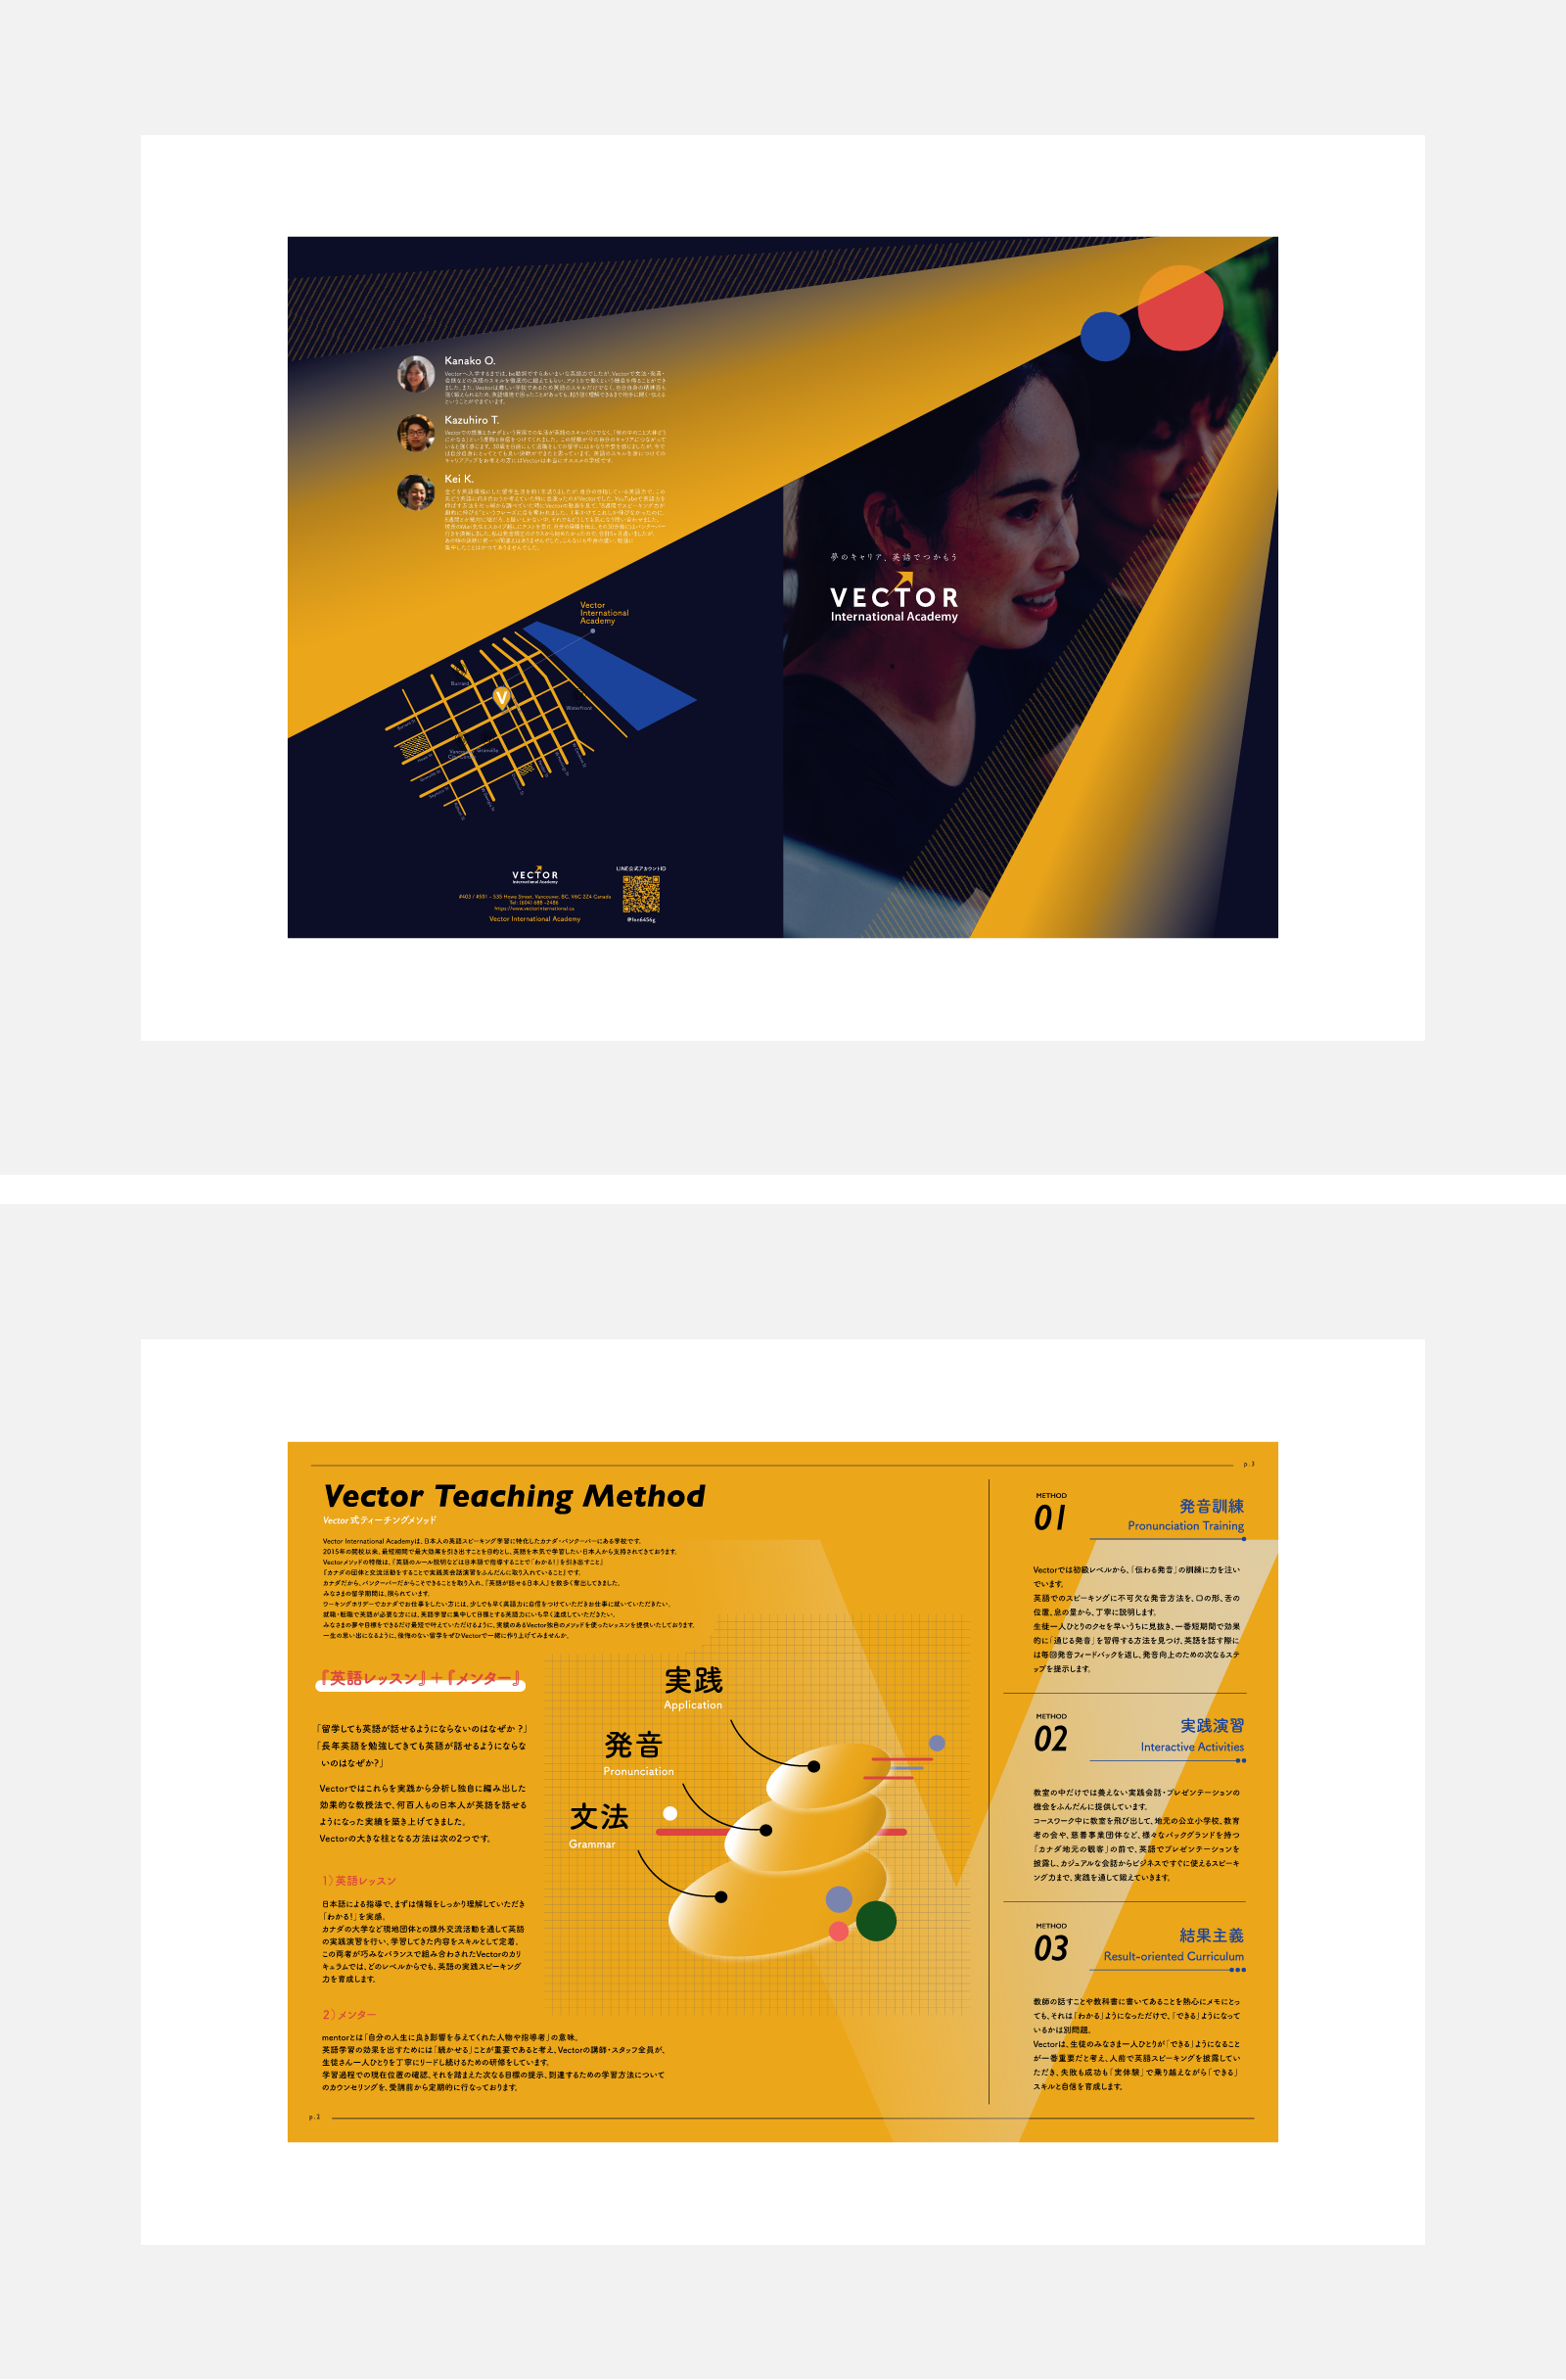 Kanako O.
Kazuhiro T.
Kei K.
Vector
International
Academy
Burrard
Waterfront
Granville
V
VECTOR
International Academy
#403 / #591 – 535 Howe Street, Vancouver, BC, V6C 2Z4 Canada
Tel : (604) 688 -2486
https://www.vectorinternational.ca
Vector International Academy
LINE公式アカウントID
@lon6456g
夢のキャリア、英語でつかもう
VECTOR
International Academy
p.3
Vector Teaching Method
Vector式ティーチングメソッド
Vector International Academyは、日本人の英語スピーキング学習に特化したカナダ・バンクーバーにある学校です。
2015年の開校以来、最短期間で最大効果を引き出すことを目的とし、英語を本気で学習したい日本人から支持されてきております。
Vectorメソッドの特徴は、『英語のルール説明などは日本語で指導することで「わかる!」を引き出すこと』
『カナダの団体と交流活動をすることで実践英会話演習をふんだんに取り入れていること』です。
カナダだから、バンクーバーだからこそできることを取り入れ、『英語が話せる日本人』を数多く輩出してきました。
みなさまの留学期間は、限られています。
ワーキングホリデーでカナダでお仕事をしたい方には、少しでも早く英語力に自信をつけていただきお仕事に就いていただきたい。
就職・転職で英語が必要な方には、英語学習に集中して目標とする英語力にいち早く達成していただきたい。
みなさまの夢や目標をできるだけ最短で叶えていただけるように、実績のあるVector独自のメソッドを使ったレッスンを提供いたしております。
一生の思い出になるように、後悔のない留学をぜひVectorで一緒に作り上げてみませんか。
『英語レッスン』+『メンター』
「留学しても英語が話せるようにならないのはなぜか ?」
「長年英語を勉強してきても英語が話せるようにならな
いのはなぜか?」
Vectorではこれらを実践から分析し独自に編み出した
効果的な教授法で、何百人もの日本人が英語を話せる
ようになった実績を築き上げてきました。
Vectorの大きな柱となる方法は次の2つです。
1）英語レッスン
日本語による指導で、まずは情報をしっかり理解していただき
「わかる!」を実感。
カナダの大学など現地団体との課外交流活動を通して英語
の実践演習を行い、学習してきた内容をスキルとして定着。
この両者が巧みなバランスで組み合わされたVectorのカリ
キュラムでは、どのレベルからでも、英語の実践スピーキング
力を育成します。
2）メンター
mentorとは「自分の人生に良き影響を与えてくれた人物や指導者」の意味。
英語学習の効果を出すためには「続かせる」ことが重要であると考え、Vectorの講師・スタッフ全員が、
生徒さん一人ひとりを丁寧にリードし続けるための研修をしています。
学習過程での現在位置の確認、それを踏まえた次なる目標の提示、到達するための学習方法について
のカウンセリングを、受講前から定期的に行なっております。
実践
Application
発音
Pronunciation
文法
Grammar
METHOD
01
発音訓練
Pronunciation Training
Vectorでは初級レベルから、「伝わる発音」の訓練に力を注い
でいます。
英語でのスピーキングに不可欠な発音方法を、口の形、舌の
位置、息の量から、丁寧に説明します。
生徒一人ひとりのクセを早いうちに見抜き、一番短期間で効果
的に「通じる発音」を習得する方法を見つけ、英語を話す際に
は毎回発音フィードバックを返し、発音向上のための次なるステ
ップを提示します。
METHOD
02
実践演習
Interactive Activities
教室の中だけでは養えない実践会話・プレゼンテーションの
機会をふんだんに提供しています。
コースワーク中に教室を飛び出して、地元の公立小学校、教育
者の会や、慈善事業団体など、様々なバックグランドを持つ
「カナダ地元の観客」の前で、英語でプレゼンテーションを
披露し、カジュアルな会話からビジネスですぐに使えるスピーキ
ング力まで、実践を通して鍛えていきます。
METHOD
03
結果主義
Result-oriented Curriculum
教師の話すことや教科書に書いてあることを熱心にメモにとっ
ても、それは「わかる」ようになっただけで、「できる」ようになって
いるかは別問題。
Vectorは、生徒のみなさま一人ひとりが「できる」ようになること
が一番重要だと考え、人前で英語スピーキングを披露してい
ただき、失敗も成功も「実体験」で乗り越えながら「できる」
スキルと自信を育成します。
p.2